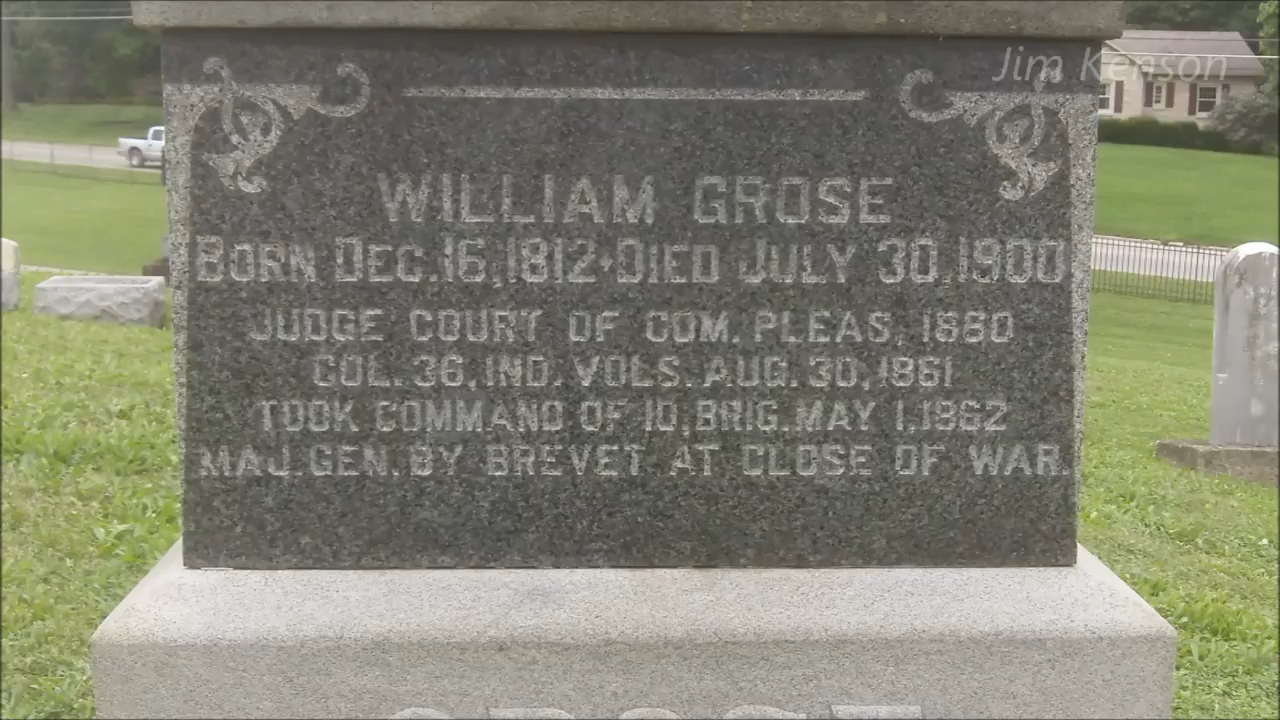 Jim Kenson
WILLIAM GROSE
BORN DEC. 16, 1812 • DIED JULY 30, 1900
JUDGE COURT OF COM. PLEAS, 1860
COL. 36, IND. VOLS. AUG. 30, 1861
TOOK COMMAND OF 10, BRIG. MAY 1, 1862
MAJ. GEN. BY BREVET AT CLOSE OF WAR.
GROSE